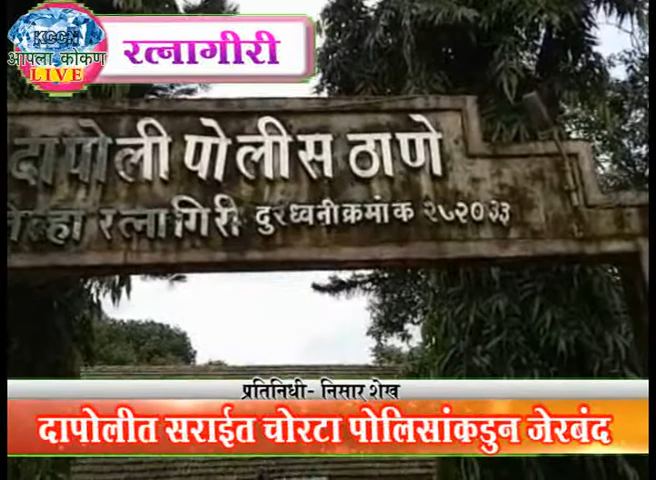 KCCN
आपला कोकण
LIVE
रत्नागीरी
दापोली पोलीस ठाणे
जिल्हा रत्नागिरी दुरध्वनीक्रमांक २८२०३३
प्रतिनिधी- निसार शेख
दापोलीत सराईत चोरटा पोलिसांकडुन जेरबंद